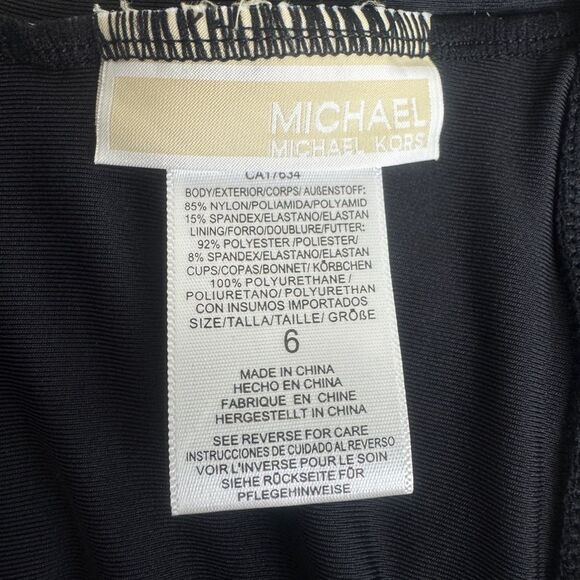 MICHAEL
MICHAEL KORS
CA17634
BODY/EXTERIOR/CORPS/ AUßENSTOFF:
85% NYLON/POLIAMIDA/POLYAMID
15% SPANDEX/ELASTANO/ELASTAN
LINING/FORRO/DOUBLURE/FUTTER:
92% POLYESTER /POLIESTER/
8% SPANDEX/ELASTANO/ELASTAN
CUPS/COPAS/BONNET/ KÖRBCHEN
100% POLYURETHANE/
POLIURETANO/ POLYURETHAN
CON INSUMOS IMPORTADOS
SIZE/TALLA/TAILLE/ GRÖßE
6
MADE IN CHINA
HECHO EN CHINA
FABRIQUE EN CHINE
HERGESTELLT IN CHINA
SEE REVERSE FOR CARE
INSTRUCCIONES DE CUIDADO AL REVERSO
VOIR L'INVERSE POUR LE SOIN
SIEHE RÜCKSEITE FÜR
PFLEGEHINWEISE